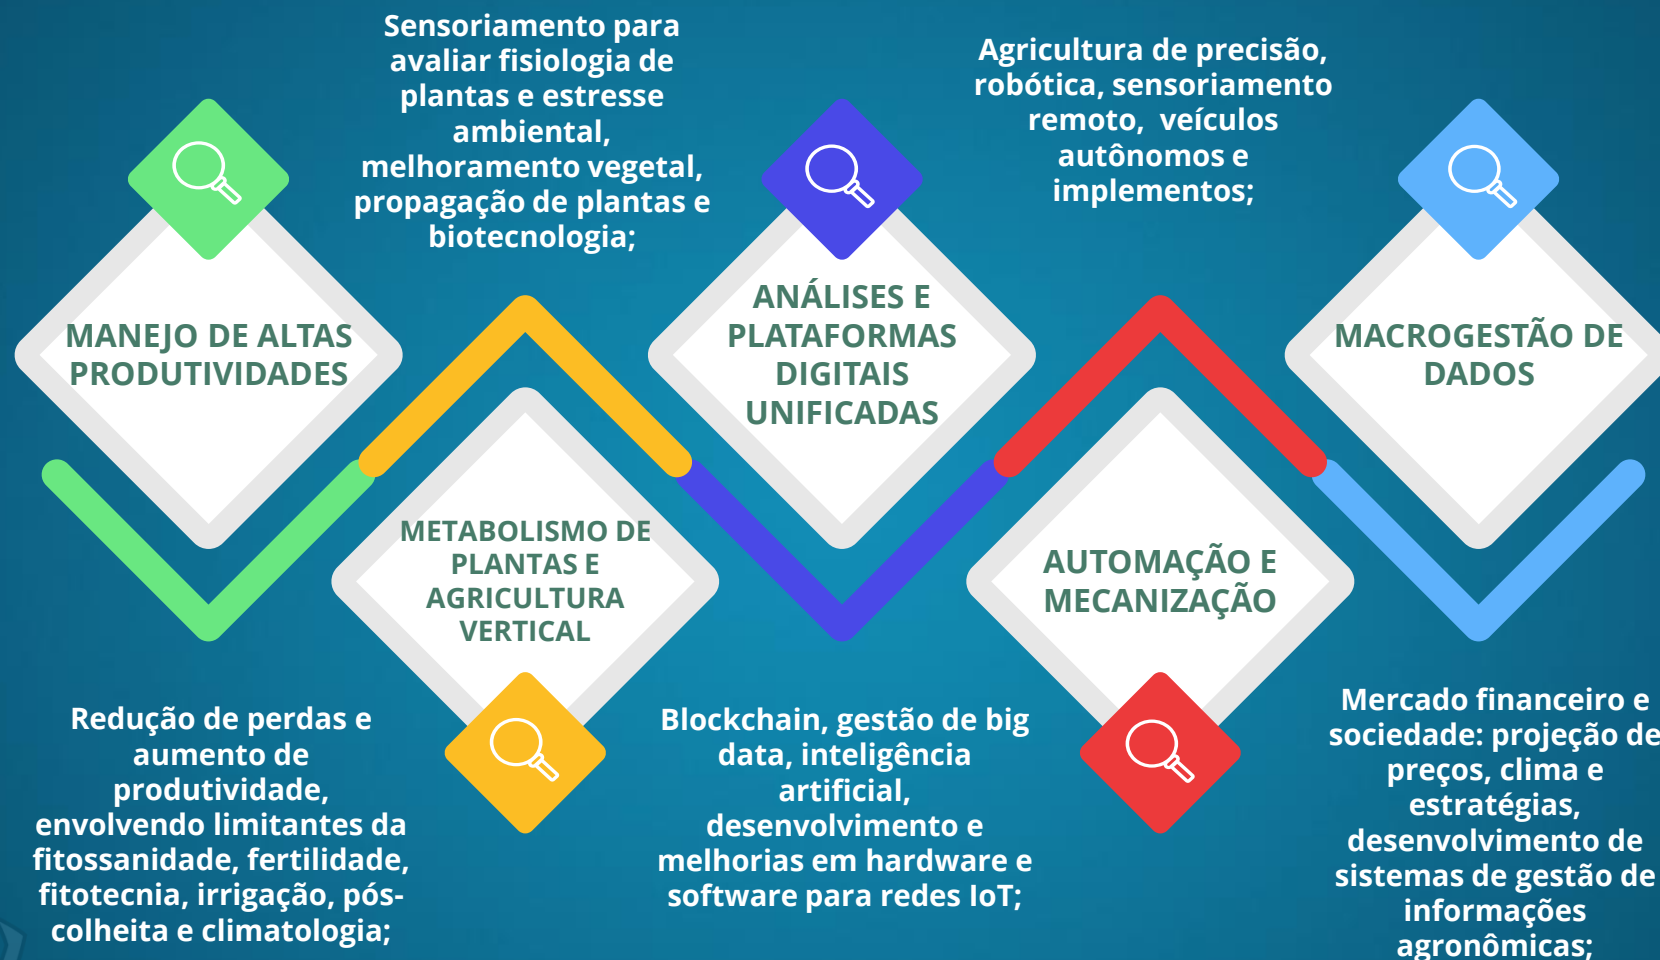 MANEJO DE ALTAS
PRODUTIVIDADES
Redução de perdas e
aumento de
produtividade,
envolvendo limitantes da
fitossanidade, fertilidade,
fitotecnia, irrigação, pós-
colheita e climatologia;
Sensoriamento para
avaliar fisiologia de
plantas e estresse
ambiental,
melhoramento vegetal,
propagação de plantas e
biotecnologia;
METABOLISMO DE
PLANTAS E
AGRICULTURA
VERTICAL
ANÁLISES E
PLATAFORMAS
DIGITAIS
UNIFICADAS
Blockchain, gestão de big
data, inteligência
artificial,
desenvolvimento e
melhorias em hardware e
software para redes IoT;
Agricultura de precisão,
robótica, sensoriamento
remoto, veículos
autônomos e
implementos;
AUTOMAÇÃO E
MECANIZAÇÃO
MACROGESTÃO DE
DADOS
Mercado financeiro e
sociedade: projeção de
preços, clima e
estratégias,
desenvolvimento de
sistemas de gestão de
informações
agronômicas;